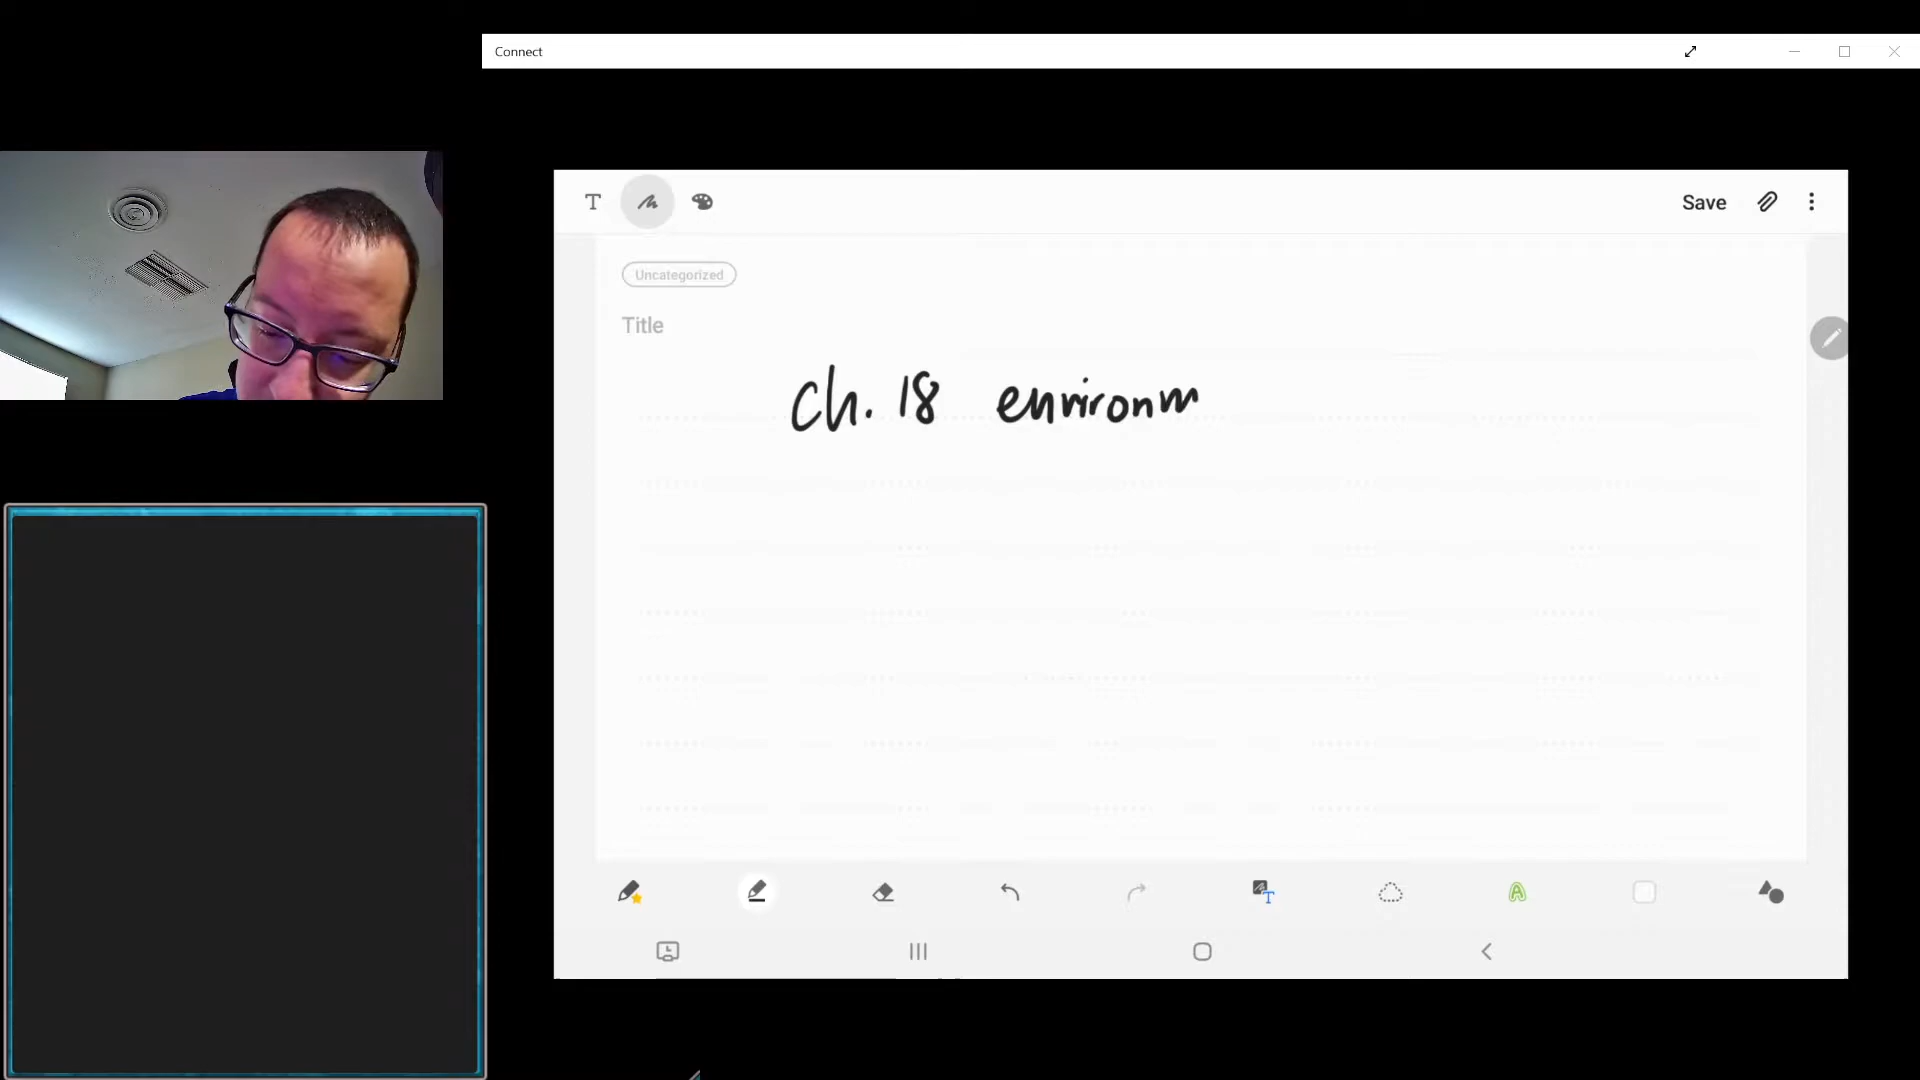 Connect
T
Save
Uncategorized
Title
Ch. 18 environm
T
A